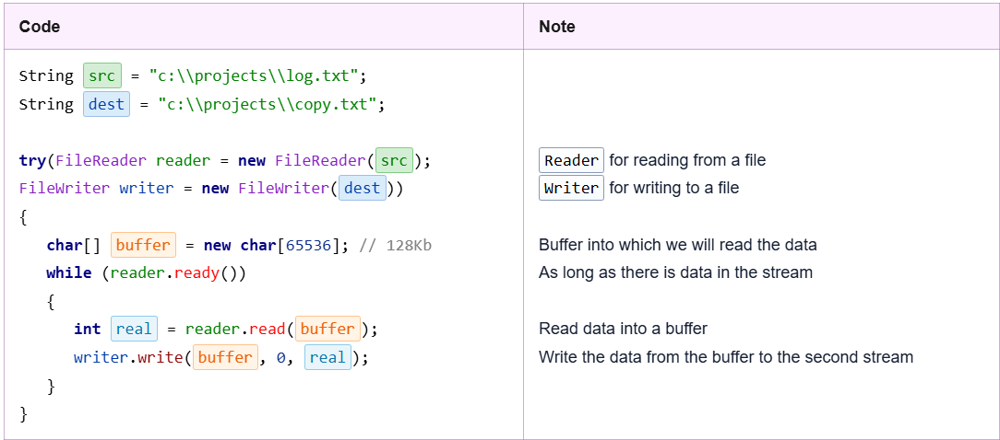 Code Note
String src = "c:\\projects\\log.txt";
String dest = "c:\\projects\\copy.txt";
try(FileReader reader = new FileReader(src); Reader for reading from a file
FileWriter writer = new FileWriter(dest)) Writer for writing to a file
{
char[] buffer = new char[65536]; // 128Kb Buffer into which we will read the data
while (reader.ready()) As long as there is data in the stream
{
int real = reader.read(buffer); Read data into a buffer
writer.write(buffer, 0, real); Write the data from the buffer to the second stream
}
}